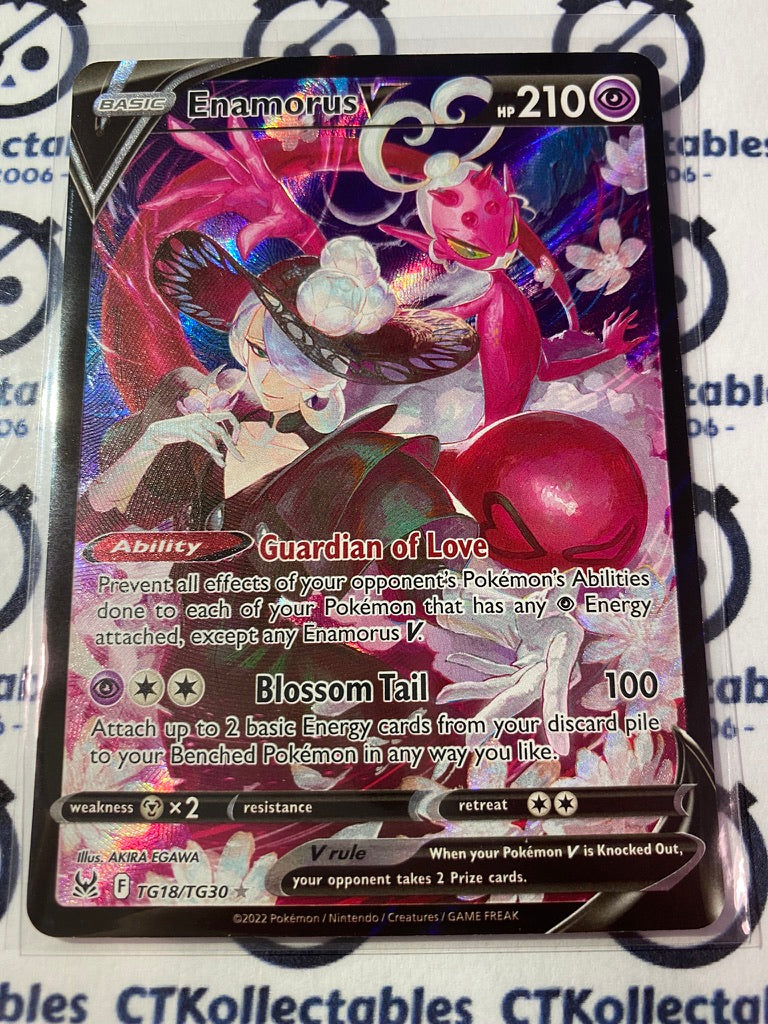 BASIC Enamorus V HP 210
Ability Guardian of Love
Prevent all effects of your opponent's Pokémon's Abilities
done to each of your Pokémon that has any Energy
attached, except any Enamorus V.
Blossom Tail 100
Attach up to 2 basic Energy cards from your discard pile
to your Benched Pokémon in any way you like.
weakness ×2 resistance retreat
Illus. AKIRA EGAWA
V rule When your Pokémon V is Knocked Out,
your opponent takes 2 Prize cards.
F TG18/TG30
©2022 Pokémon / Nintendo / Creatures / GAME FREAK
CTKollectables CTKollectables